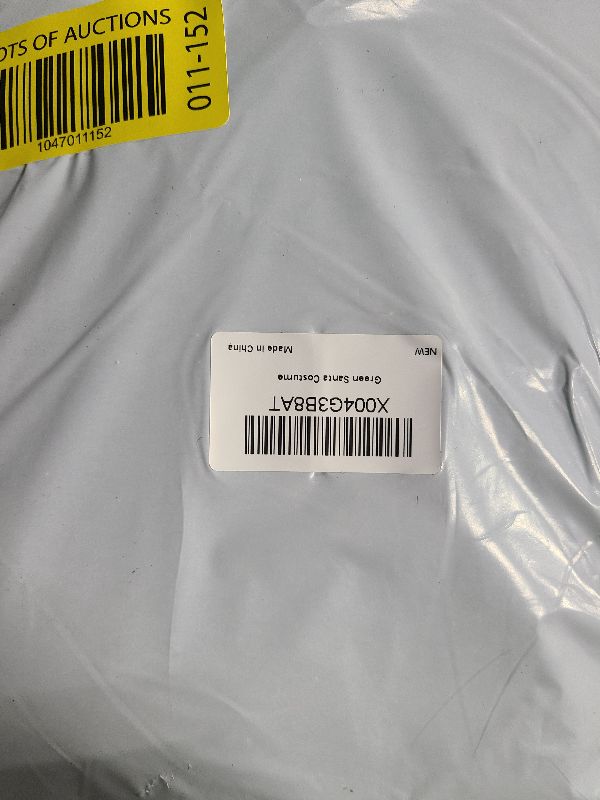 OTS OF AUCTIONS
1047011152
011-152
X004G3B8AT
Green Santa Costume
NEW
Made in China